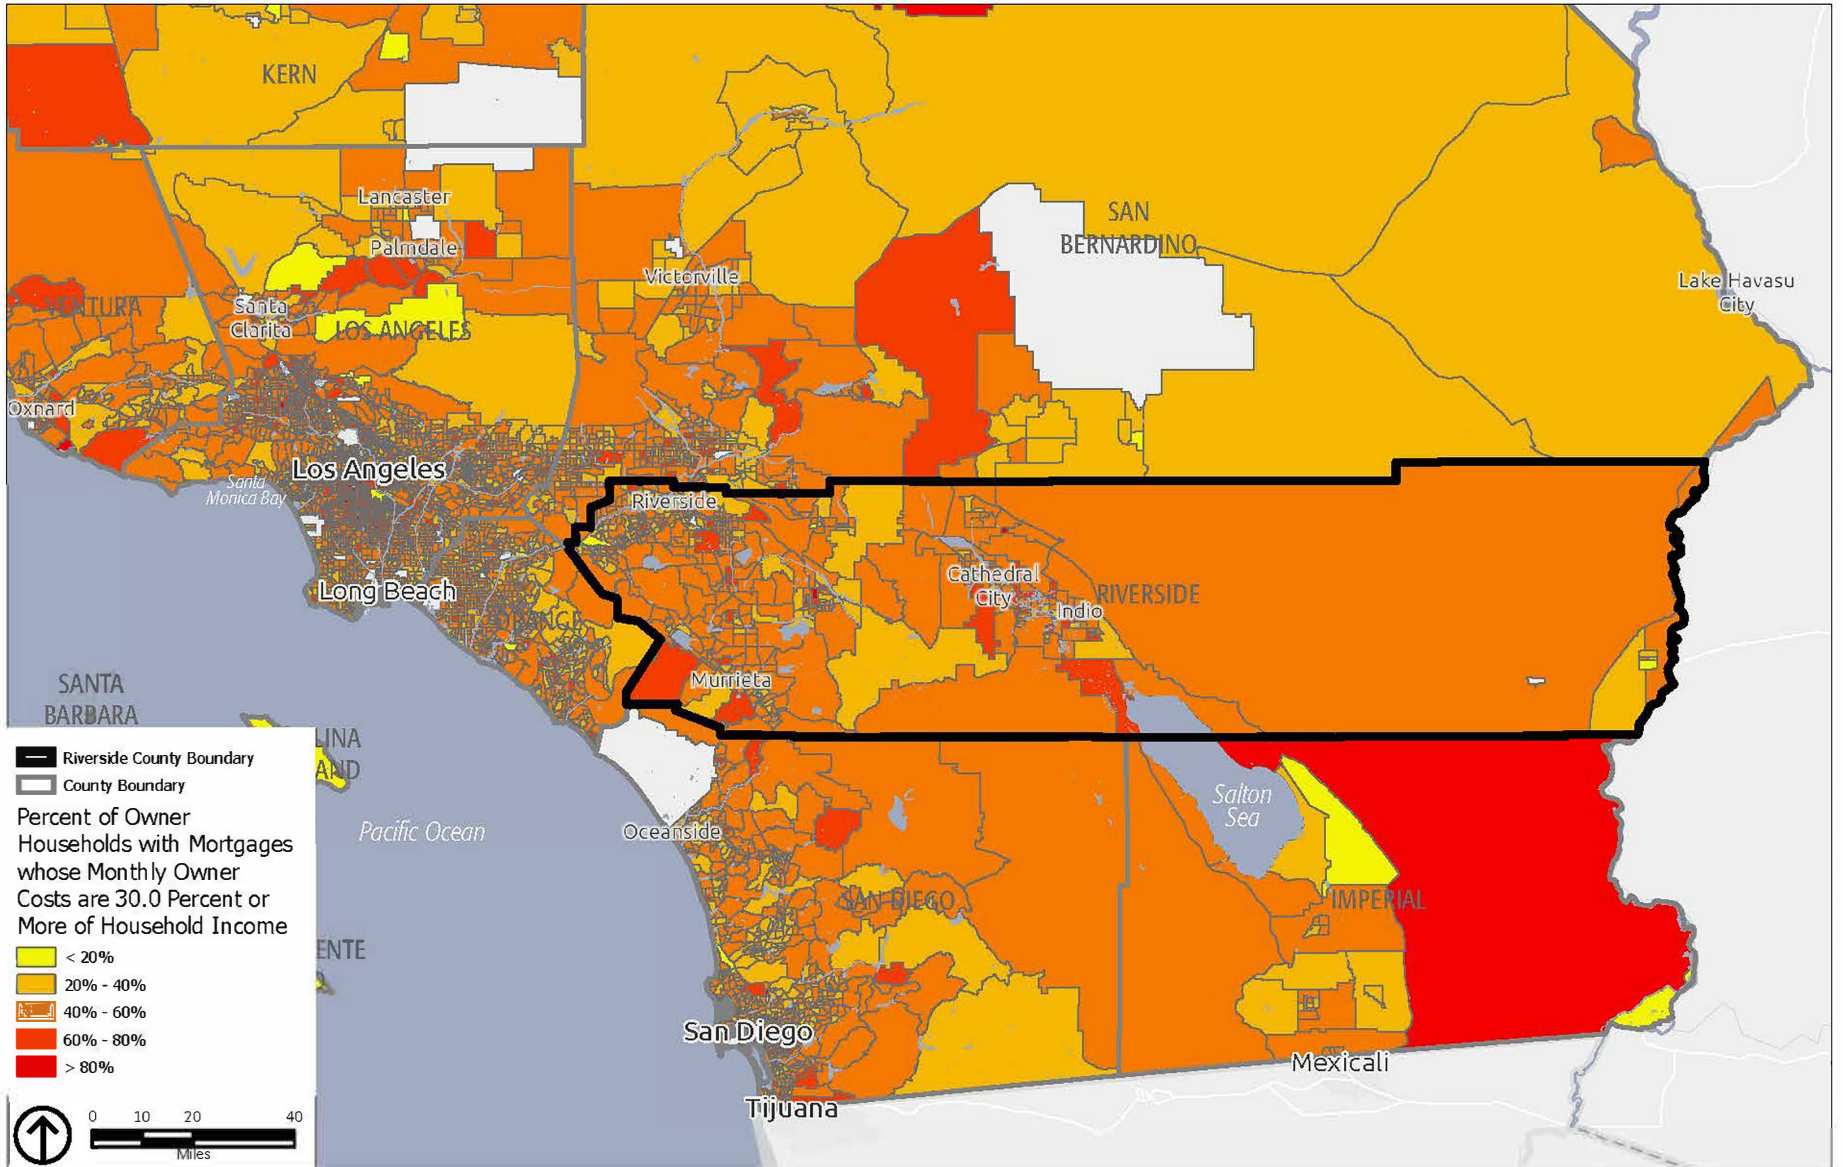 KERN
Lancaster
Palmdale
SAN
BERNARDINO
Victorville
Lake Havasu
City
VENTURA
Santa
Clarita
LOS ANGELES
Oxnard
Los Angeles
Santa
Monica Bay
Riverside
Long Beach
Cathedral
City
Indio
RIVERSIDE
ORANGE
Murrieta
SANTA
BARBARA
LINA
AND
Pacific Ocean
Oceanside
Salton
Sea
SAN DIEGO
IMPERIAL
ENTE
San Diego
Mexicali
Tijuana
Riverside County Boundary
County Boundary
Percent of Owner
Households with Mortgages
whose Monthly Owner
Costs are 30.0 Percent or
More of Household Income
< 20%
20% - 40%
40% - 60%
60% - 80%
> 80%
0 10 20 40
Miles